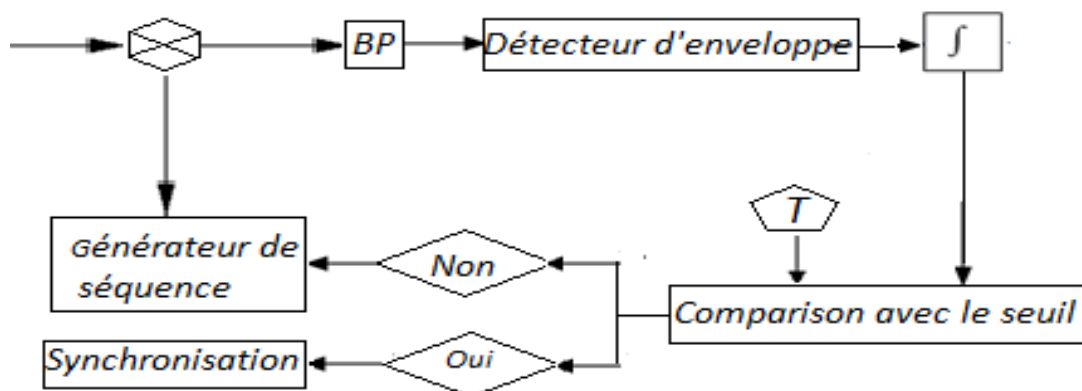 BP
Détecteur d'enveloppe
∫
T
Générateur de
séquence
Non
Comparison avec le seuil
Synchronisation
Oui